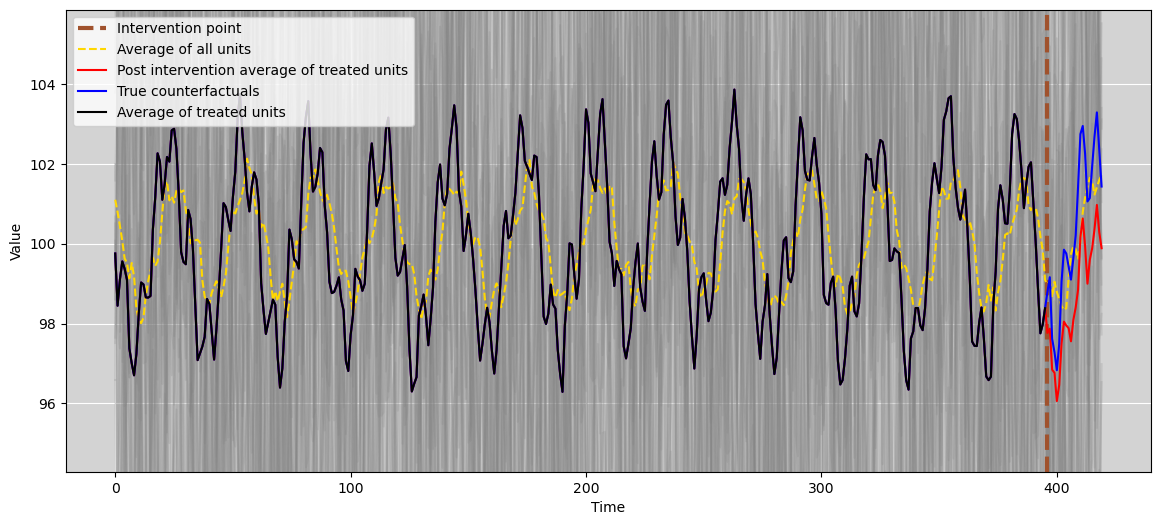 Intervention point
Average of all units
Post intervention average of treated units
True counterfactuals
Average of treated units
Value
104
102
100
98
96
0 100 200 300 400
Time